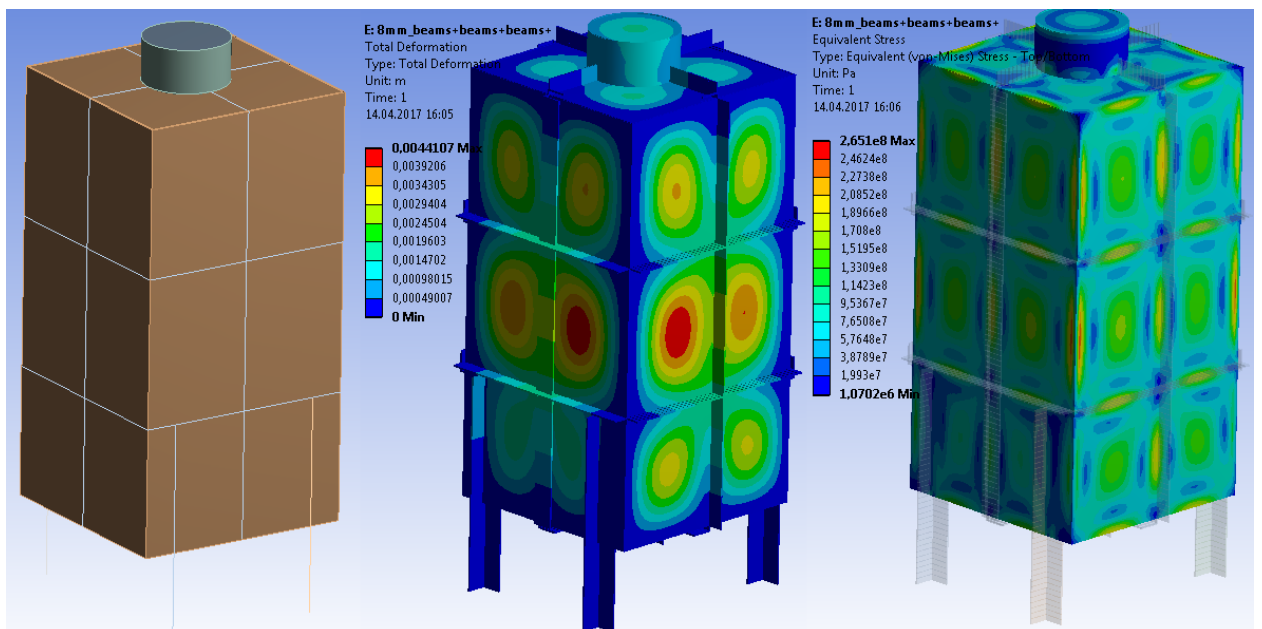 E: 8mm_beams+beams+beams+
Total Deformation
Type: Total Deformation
Unit: m
Time: 1
14.04.2017 16:05
0,0044107 Max
0,0039206
0,0034305
0,0029404
0,0024504
0,0019603
0,0014702
0,00098015
0,00049007
0 Min
E: 8mm_beams+beams+beams+
Equivalent Stress
Type: Equivalent (von-Mises) Stress - Top/Bottom
Unit: Pa
Time: 1
14.04.2017 16:06
2,651e8 Max
2,4624e8
2,2738e8
2,0852e8
1,8966e8
1,708e8
1,5195e8
1,3309e8
1,1423e8
9,5367e7
7,6508e7
5,7648e7
3,8789e7
1,993e7
1,0702e6 Min